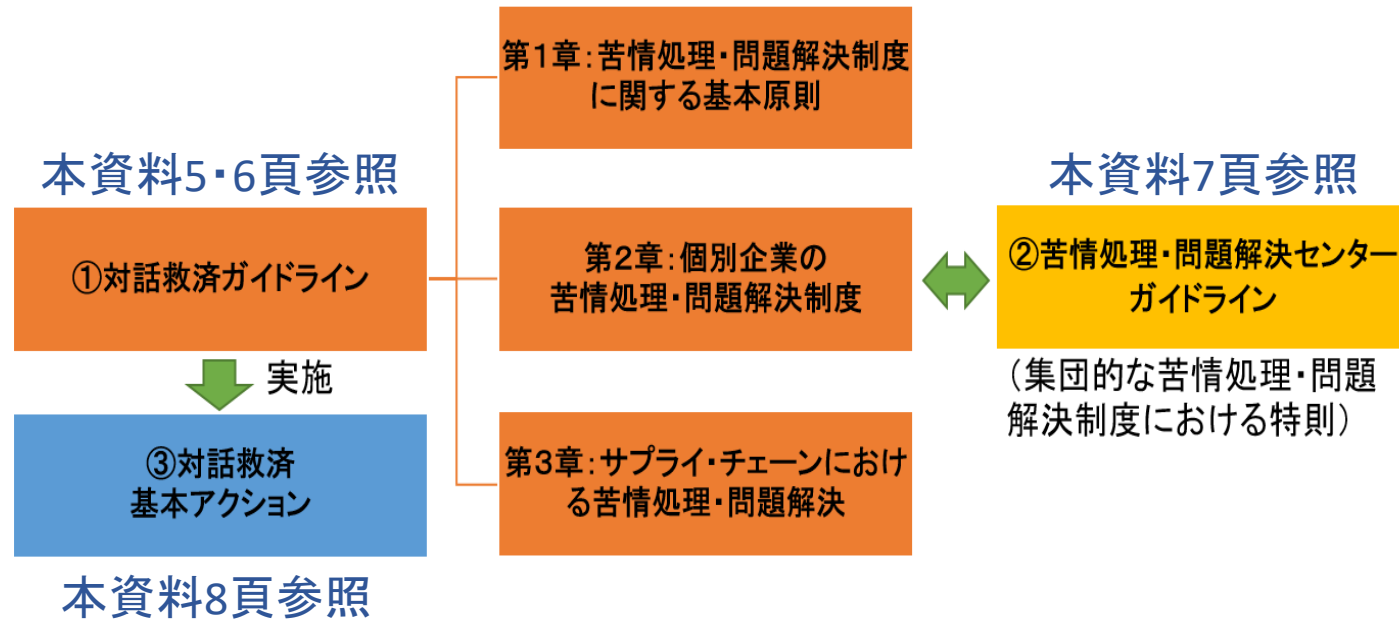 本資料5・6頁参照
①対話救済ガイドライン
実施
③対話救済
基本アクション
本資料8頁参照
第1章：苦情処理・問題解決制度
に関する基本原則
第2章：個別企業の
苦情処理・問題解決制度
第3章：サプライ・チェーンにおけ
る苦情処理・問題解決
本資料7頁参照
②苦情処理・問題解決センター
ガイドライン
（集団的な苦情処理・問題
解決制度における特則）